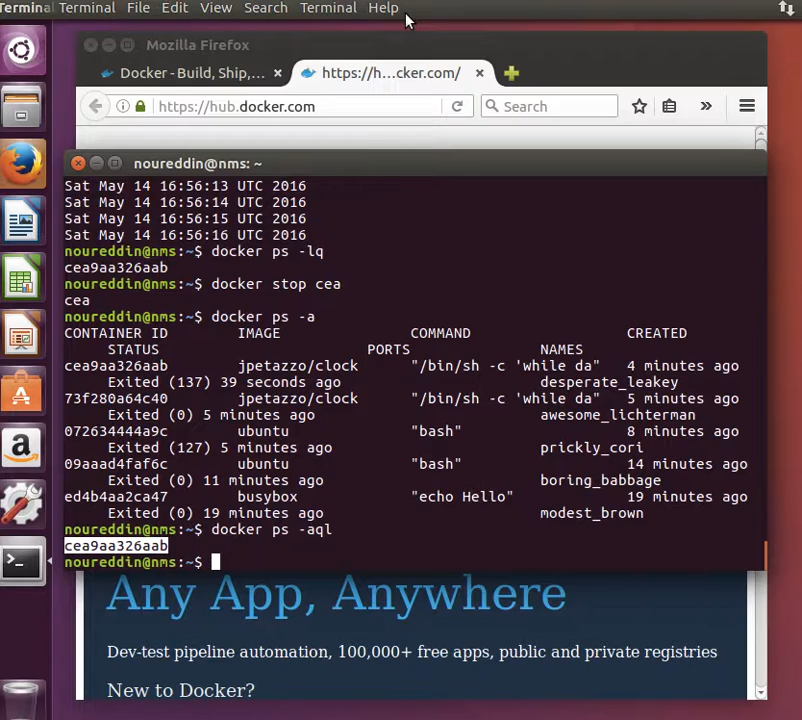 Terminal Terminal File Edit View Search Terminal Help
Mozilla Firefox
Docker - Build, Ship,... https://h...cker.com/
https://hub.docker.com Search
noureddin@nms: ~
Sat May 14 16:56:13 UTC 2016
Sat May 14 16:56:14 UTC 2016
Sat May 14 16:56:15 UTC 2016
Sat May 14 16:56:16 UTC 2016
noureddin@nms:~$ docker ps -lq
cea9aa326aab
noureddin@nms:~$ docker stop cea
cea
noureddin@nms:~$ docker ps -a
CONTAINER ID IMAGE COMMAND CREATED
STATUS PORTS NAMES
cea9aa326aab jpetazzo/clock "/bin/sh -c 'while da" 4 minutes ago
Exited (137) 39 seconds ago desperate_leakey
73f280a64c40 jpetazzo/clock "/bin/sh -c 'while da" 5 minutes ago
Exited (0) 5 minutes ago awesome_lichterman
072634444a9c ubuntu "bash" 8 minutes ago
Exited (127) 5 minutes ago prickly_cori
09aaad4faf6c ubuntu "bash" 14 minutes ago
Exited (0) 11 minutes ago boring_babbage
ed4b4aa2ca47 busybox "echo Hello" 19 minutes ago
Exited (0) 19 minutes ago modest_brown
noureddin@nms:~$ docker ps -aql
cea9aa326aab
noureddin@nms:~$
Any App, Anywhere
Dev-test pipeline automation, 100,000+ free apps, public and private registries
New to Docker?